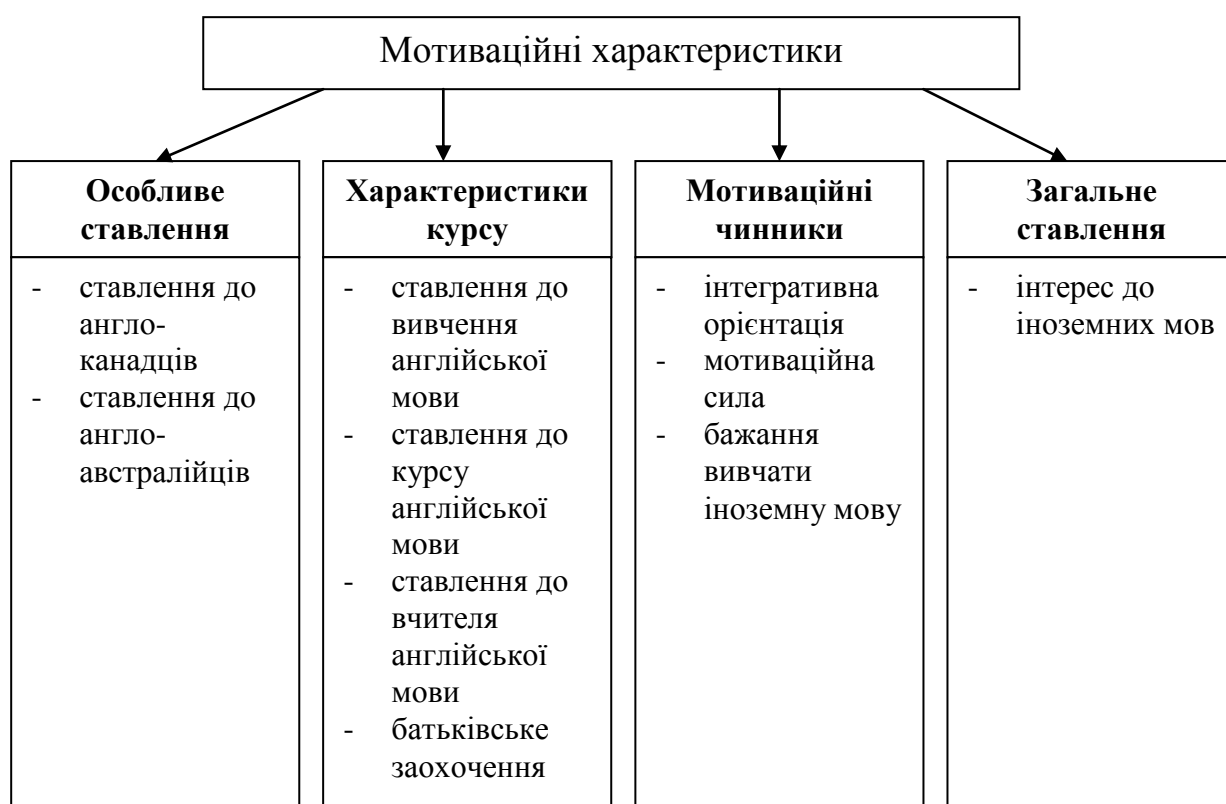 Мотиваційні характеристики
Особливе
ставлення
- ставлення до
англо-
канадців
- ставлення до
англо-
австралійців
Характеристики
курсу
- ставлення до
вивчення
англійської
мови
- ставлення до
курсу
англійської
мови
- ставлення до
вчителя
англійської
мови
- батьківське
заохочення
Мотиваційні
чинники
- інтегративна
орієнтація
- мотиваційна
сила
- бажання
вивчати
іноземну мову
Загальне
ставлення
- інтерес до
іноземних мов